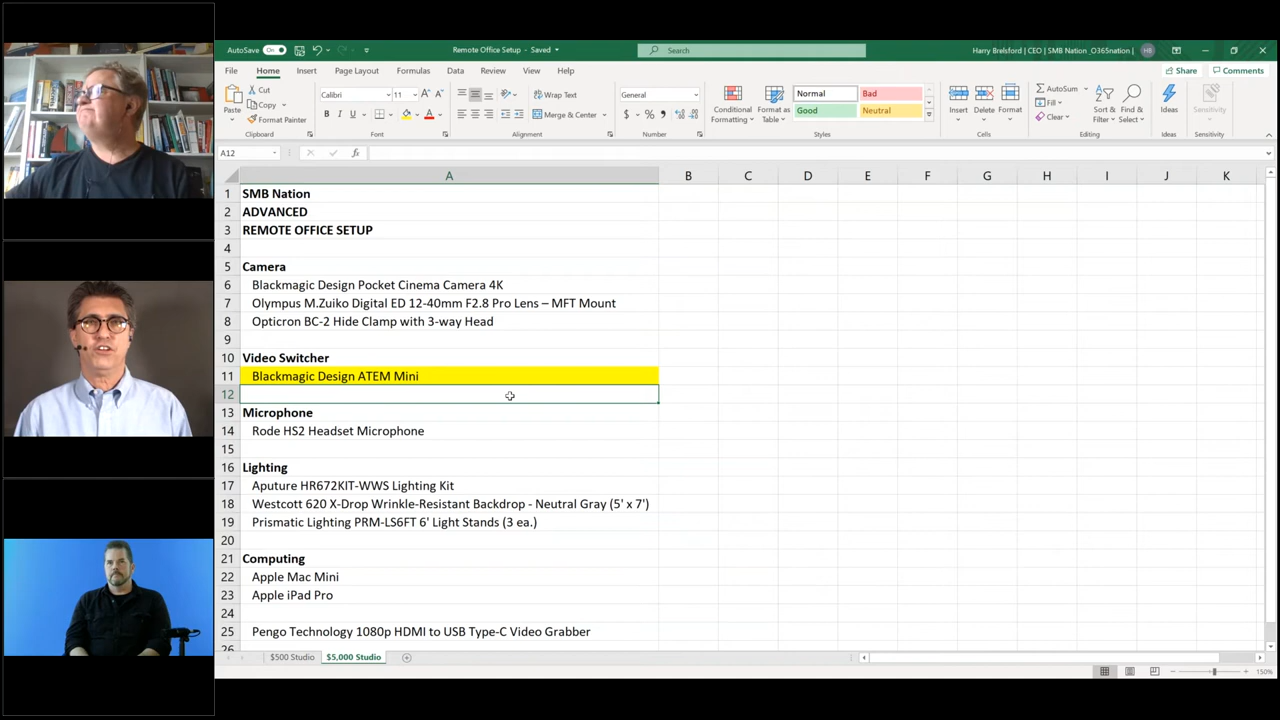 AutoSave On
Remote Office Setup - Saved
Search
Harry Brelsford | CEO | SMB Nation_O365nation | HB
File Home Insert Page Layout Formulas Data Review View Help
Share Comments
Paste
Cut
Copy
Format Painter
Clipboard
Calibri 11
B I U
Font
Wrap Text
Merge & Center
Alignment
General
$ % ,
Number
Conditional Formatting
Format as Table
Normal Bad
Good Neutral
Styles
Insert Delete Format
Cells
AutoSum
Fill
Clear
Sort & Filter
Find & Select
Editing
Ideas
Ideas
Sensitivity
Sensitivity
A12 fx
A B C D E F G H I J K
1 SMB Nation
2 ADVANCED
3 REMOTE OFFICE SETUP
4
5 Camera
6 Blackmagic Design Pocket Cinema Camera 4K
7 Olympus M.Zuiko Digital ED 12-40mm F2.8 Pro Lens – MFT Mount
8 Opticron BC-2 Hide Clamp with 3-way Head
9
10 Video Switcher
11 Blackmagic Design ATEM Mini
12
13 Microphone
14 Rode HS2 Headset Microphone
15
16 Lighting
17 Aputure HR672KIT-WWS Lighting Kit
18 Westcott 620 X-Drop Wrinkle-Resistant Backdrop - Neutral Gray (5' x 7')
19 Prismatic Lighting PRM-LS6FT 6' Light Stands (3 ea.)
20
21 Computing
22 Apple Mac Mini
23 Apple iPad Pro
24
25 Pengo Technology 1080p HDMI to USB Type-C Video Grabber
26
$500 Studio $5,000 Studio
150%